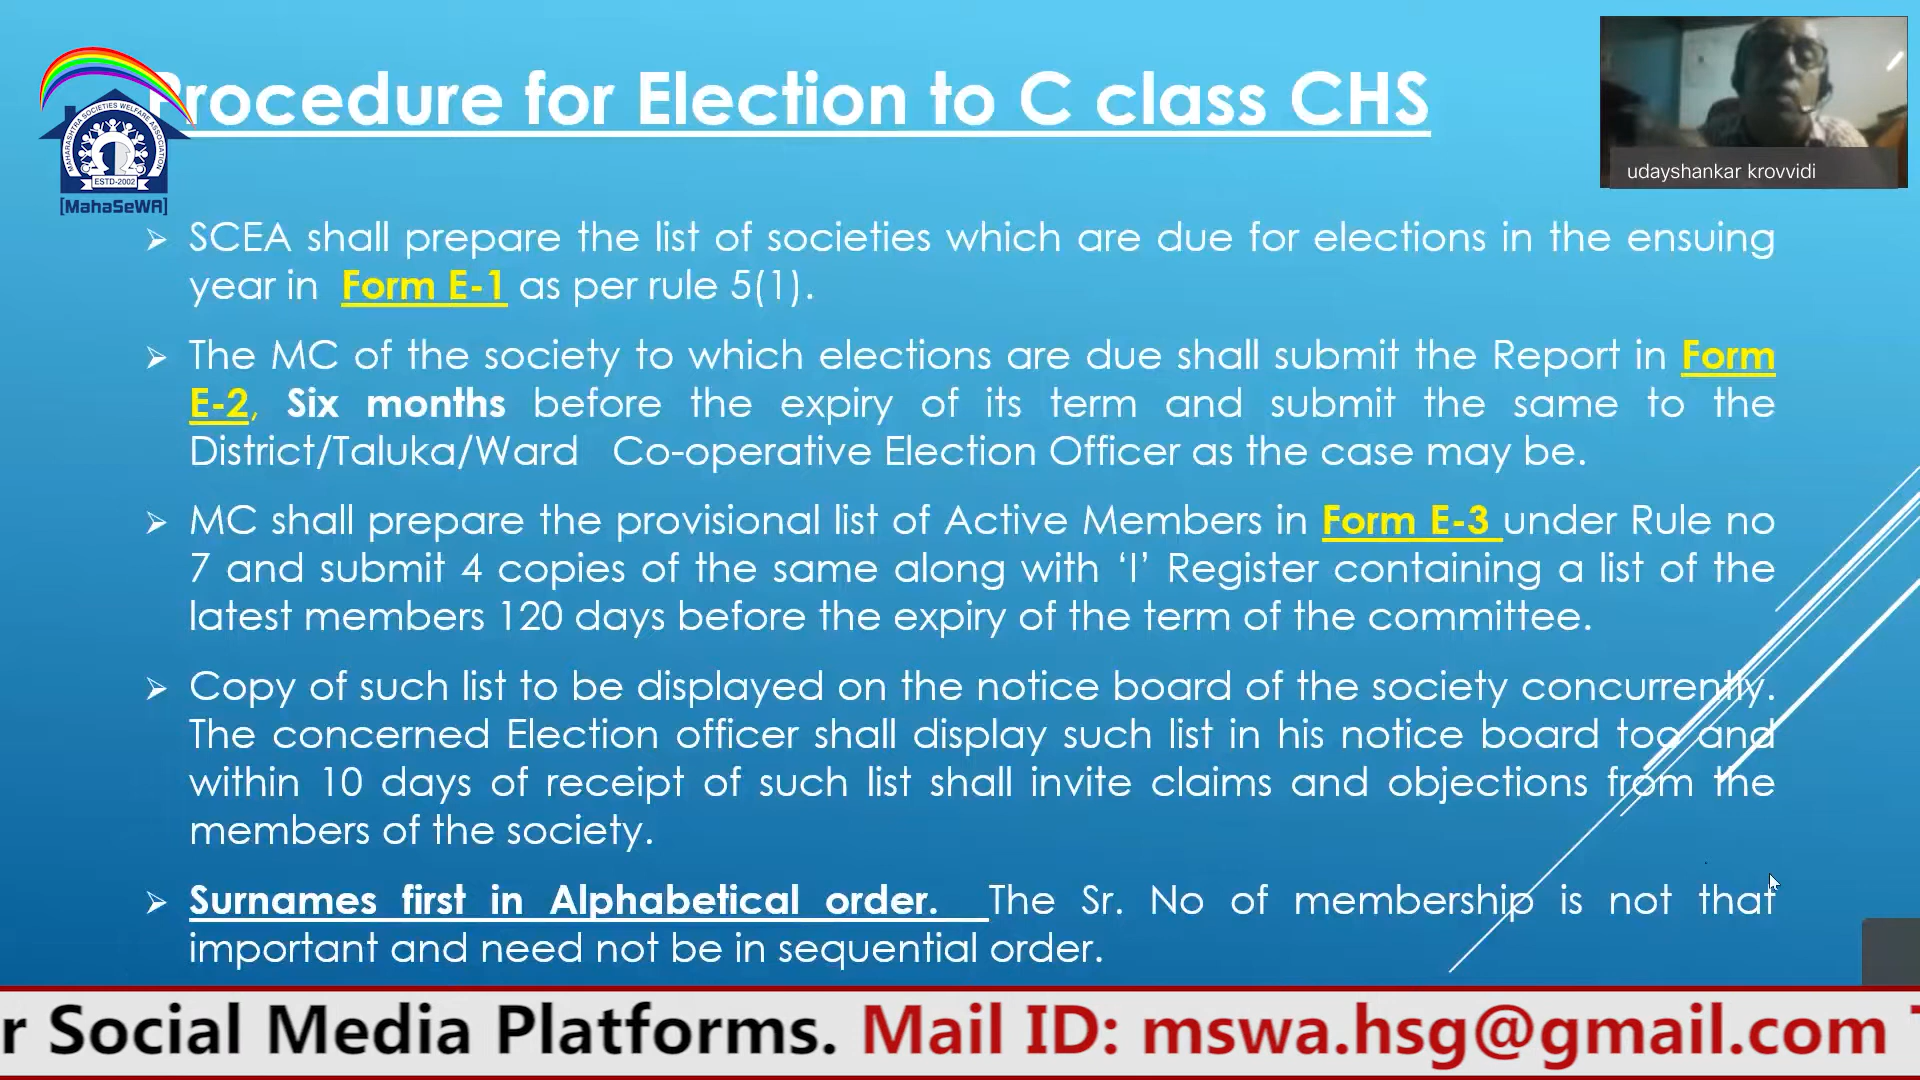 Procedure for Election to C class CHS
MAHARASHTRA SOCIETIES WELFARE ASSOCIATION
ESTD-2002
[MahaSeWA]
udayshankar krovvidi
SCEA shall prepare the list of societies which are due for elections in the ensuing
year in Form E-1 as per rule 5(1).
The MC of the society to which elections are due shall submit the Report in Form
E-2, Six months before the expiry of its term and submit the same to the
District/Taluka/Ward Co-operative Election Officer as the case may be.
MC shall prepare the provisional list of Active Members in Form E-3 under Rule no
7 and submit 4 copies of the same along with ‘I’ Register containing a list of the
latest members 120 days before the expiry of the term of the committee.
Copy of such list to be displayed on the notice board of the society concurrently.
The concerned Election officer shall display such list in his notice board too and
within 10 days of receipt of such list shall invite claims and objections from the
members of the society.
Surnames first in Alphabetical order. The Sr. No of membership is not that
important and need not be in sequential order.
r Social Media Platforms. Mail ID: mswa.hsg@gmail.com T